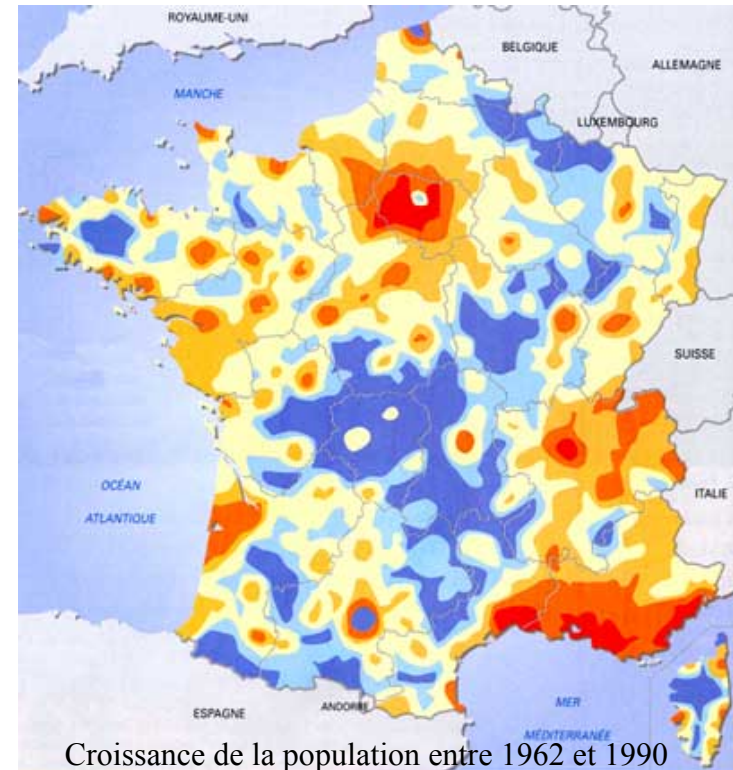 ROYAUME-UNI
BELGIQUE
ALLEMAGNE
MANCHE
LUXEMBOURG
SUISSE
OCÉAN
ATLANTIQUE
ITALIE
ESPAGNE
ANDORRE
MER
MÉDITERRANÉE
Croissance de la population entre 1962 et 1990